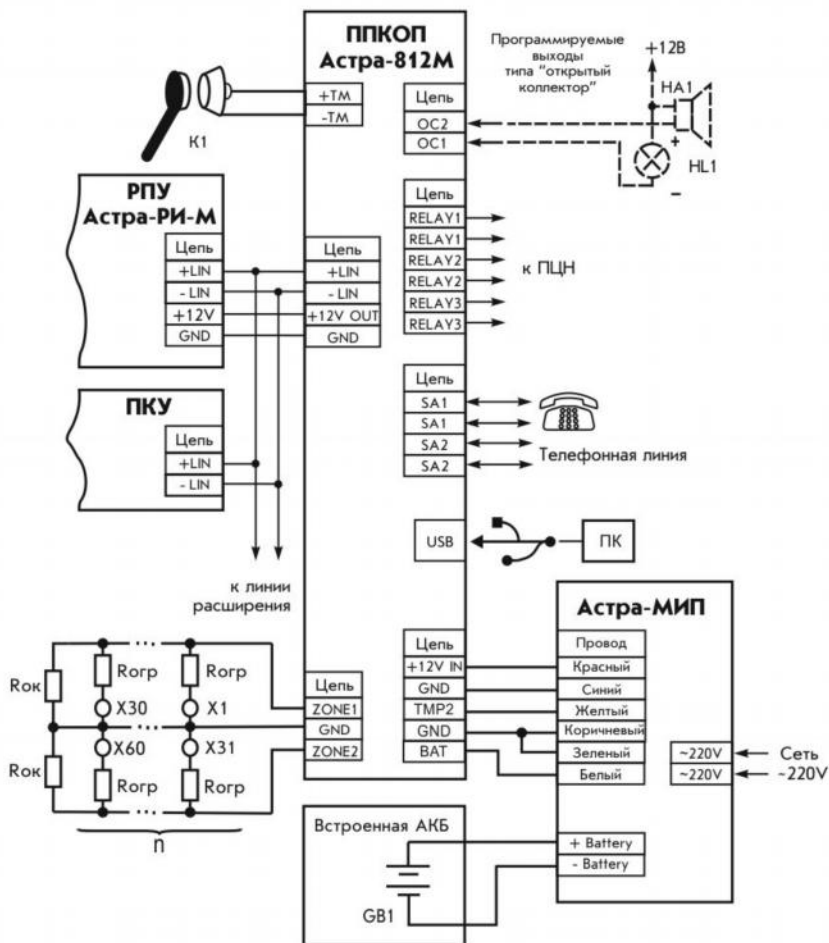 ППКОП
Астра-812М
Программируемые
выходы
типа "открытый
коллектор"
+12В
HA1
+
HL1
–
+TM
-TM
K1
Цепь
OC2
OC1
РПУ
Астра-РИ-М
Цепь
+LIN
- LIN
+12V
GND
Цепь
+LIN
- LIN
+12V OUT
GND
Цепь
RELAY1
RELAY1
RELAY2
RELAY2
RELAY3
RELAY3
к ПЦН
ПКУ
Цепь
+LIN
- LIN
Цепь
SA1
SA1
SA2
SA2
Телефонная линия
к линии
расширения
USB
ПК
Rок
Rогр
Rогр
X30
X1
Rок
X60
X31
Rогр
Rогр
n
Цепь
ZONE1
GND
ZONE2
Цепь
+12V IN
GND
TMP2
GND
BAT
Астра-МИП
Провод
Красный
Синий
Желтый
Коричневый
Зеленый
Белый
~220V
~220V
Сеть
~220V
+ Battery
- Battery
Встроенная АКБ
GB1